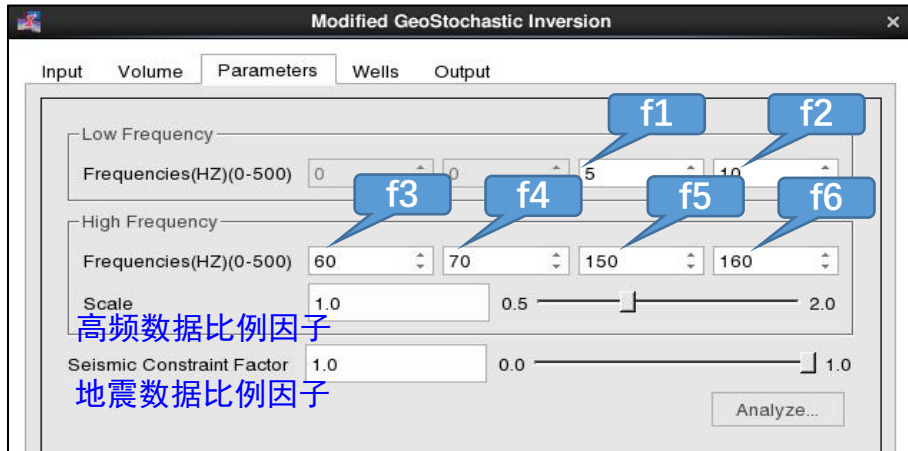 Modified GeoStochastic Inversion ×
Input Volume Parameters Wells Output
f1 f2
Low Frequency
Frequencies(HZ)(0-500) 0 0 5 10
f3 f4 f5 f6
High Frequency
Frequencies(HZ)(0-500) 60 70 150 160
Scale 1.0 0.5 2.0
高频数据比例因子
Seismic Constraint Factor 1.0 0.0 1.0
地震数据比例因子
Analyze...